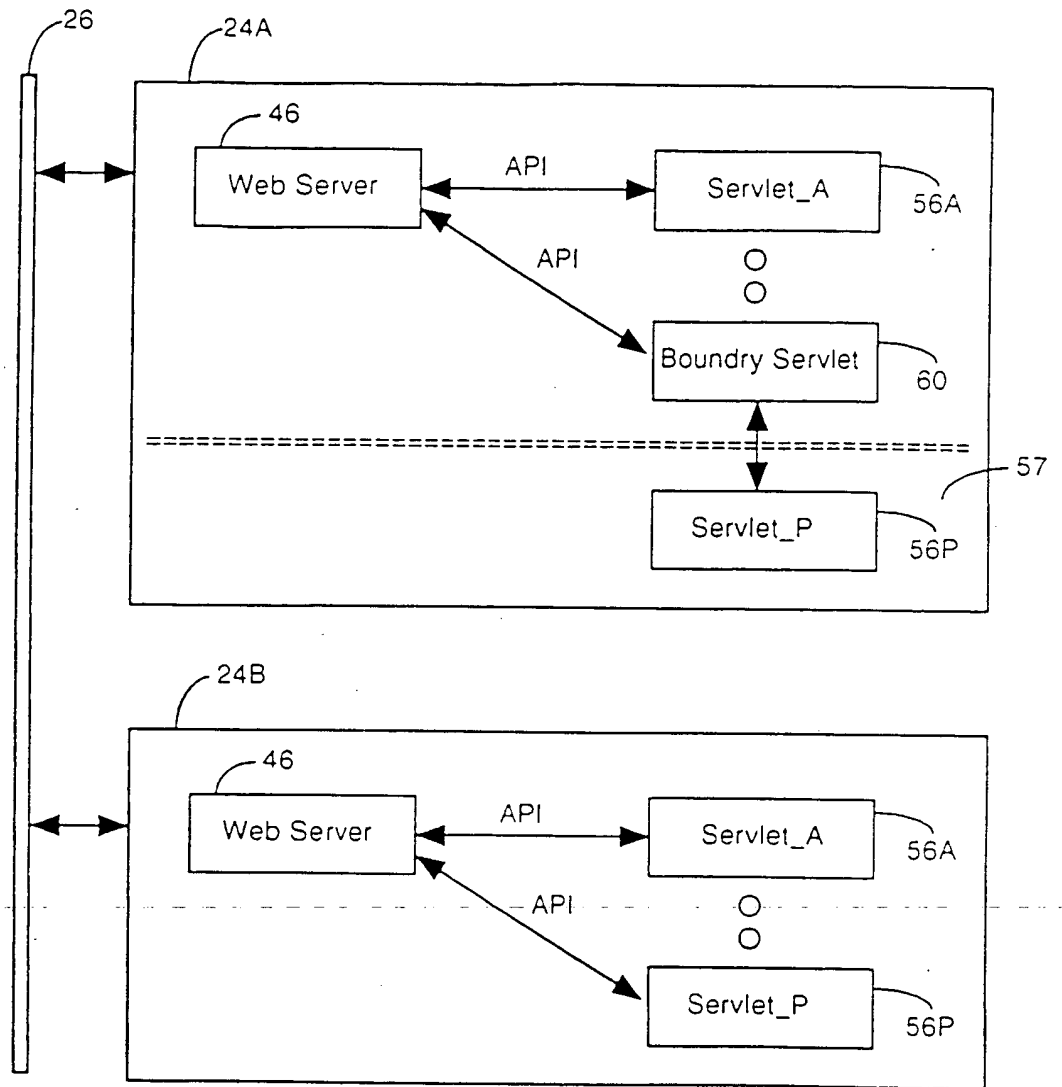 26
24A
46
Web Server
API
Servlet_A
56A
API
Boundry Servlet
60
57
Servlet_P
56P
24B
46
Web Server
API
Servlet_A
56A
API
Servlet_P
56P